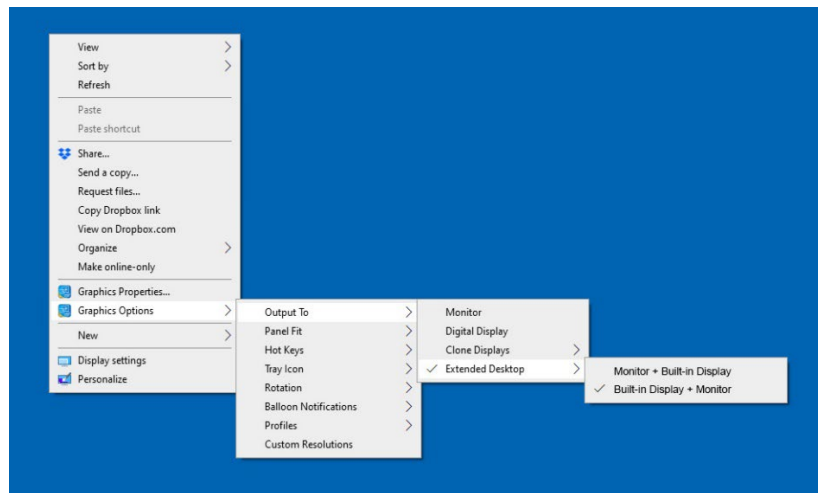 View
Sort by
Refresh
Paste
Paste shortcut
Share...
Send a copy...
Request files...
Copy Dropbox link
View on Dropbox.com
Organize
Make online-only
Graphics Properties...
Graphics Options
New
Display settings
Personalize
Output To
Panel Fit
Hot Keys
Tray Icon
Rotation
Balloon Notifications
Profiles
Custom Resolutions
Monitor
Digital Display
Clone Displays
Extended Desktop
Monitor + Built-in Display
Built-in Display + Monitor